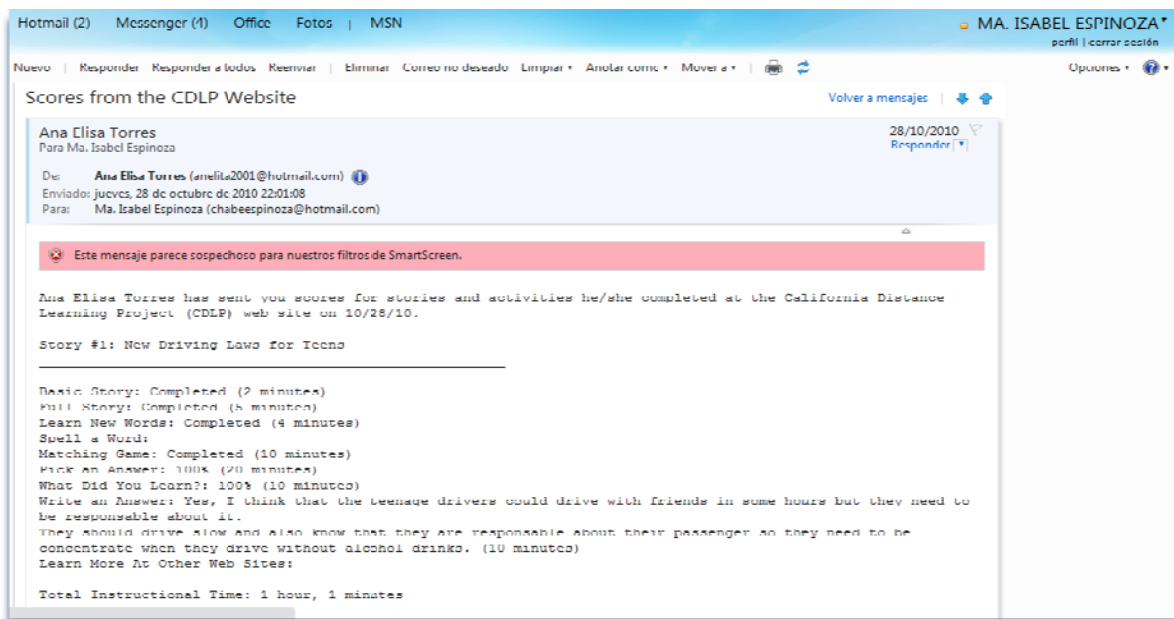 Hotmail (2) Messenger (4) Office Fotos | MSN
MA. ISABEL ESPINOZA
perfil | cerrar sesión
Nuevo | Responder Responder a todos Reenviar | Eliminar Correo no deseado Limpiar Anotar como Mover a | Opciones
Scores from the CDLP Website
Volver a mensajes |
Ana Elisa Torres
28/10/2010
Para Ma. Isabel Espinoza
Responder
De: Ana Elisa Torres (anelita2001@hotmail.com)
Enviado: jueves, 28 de octubre de 2010 22:01:08
Para: Ma. Isabel Espinoza (chabeespinoza@hotmail.com)
Este mensaje parece sospechoso para nuestros filtros de SmartScreen.
Ana Elisa Torres has sent you scores for stories and activities he/she completed at the California Distance
Learning Project (CDLP) web site on 10/28/10.
Story #1: New Driving Laws for Teens
Basic Story: Completed (2 minutes)
Full Story: Completed (5 minutes)
Learn New Words: Completed (4 minutes)
Spell a Word:
Matching Game: Completed (10 minutes)
Pick an Answer: 100% (20 minutes)
What Did You Learn?: 100% (10 minutes)
Write an Answer: Yes, I think that the teenage drivers could drive with friends in some hours but they need to
be responsable about it.
They should drive slow and also know that they are responsable about their passenger so they need to be
concentrate when they drive without alcohol drinks. (10 minutes)
Learn More At Other Web Sites:
Total Instructional Time: 1 hour, 1 minutes